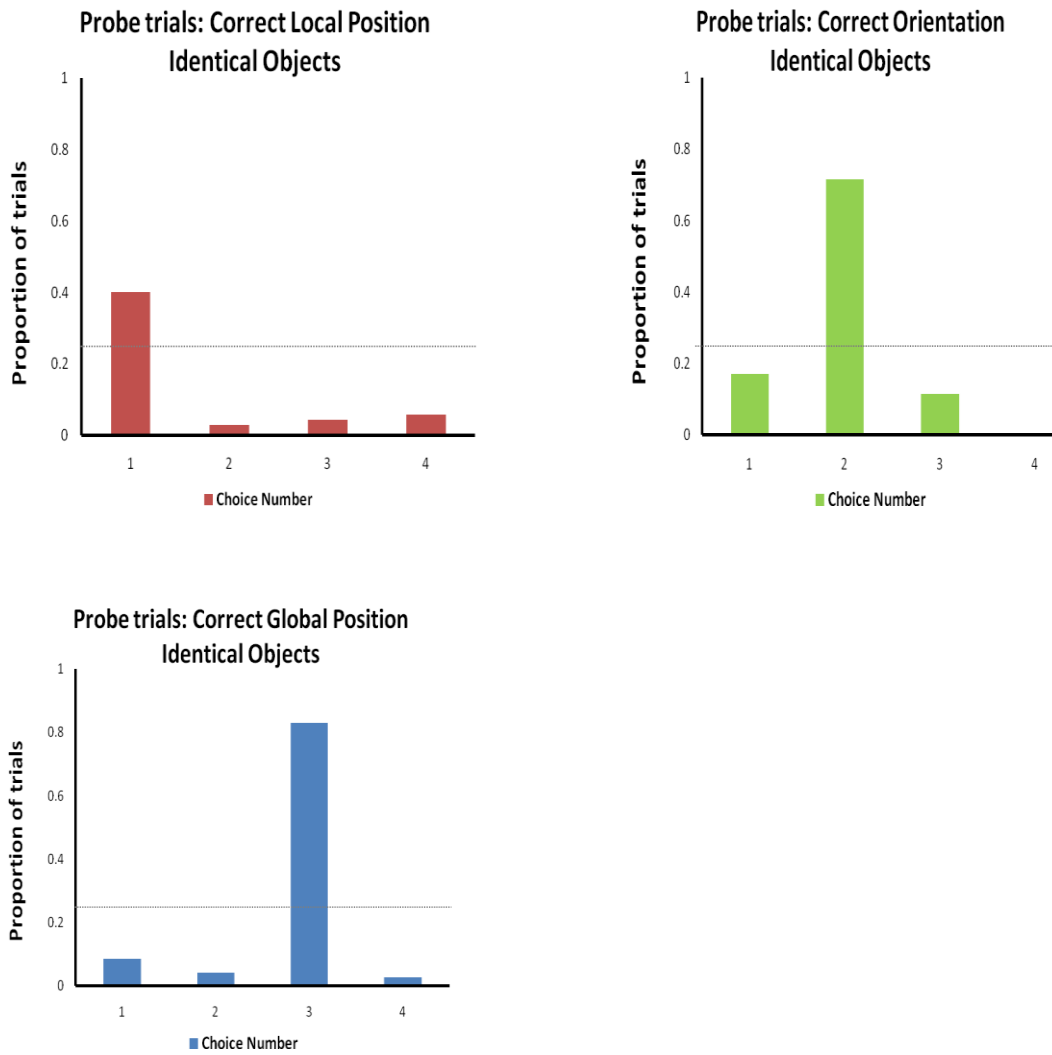 Probe trials: Correct Local Position
Identical Objects
1
0.8
0.6
0.4
0.2
0
Proportion of trials
1 2 3 4
Choice Number
Probe trials: Correct Orientation
Identical Objects
1
0.8
0.6
0.4
0.2
0
Proportion of trials
1 2 3 4
Choice Number
Probe trials: Correct Global Position
Identical Objects
1
0.8
0.6
0.4
0.2
0
Proportion of trials
1 2 3 4
Choice Number